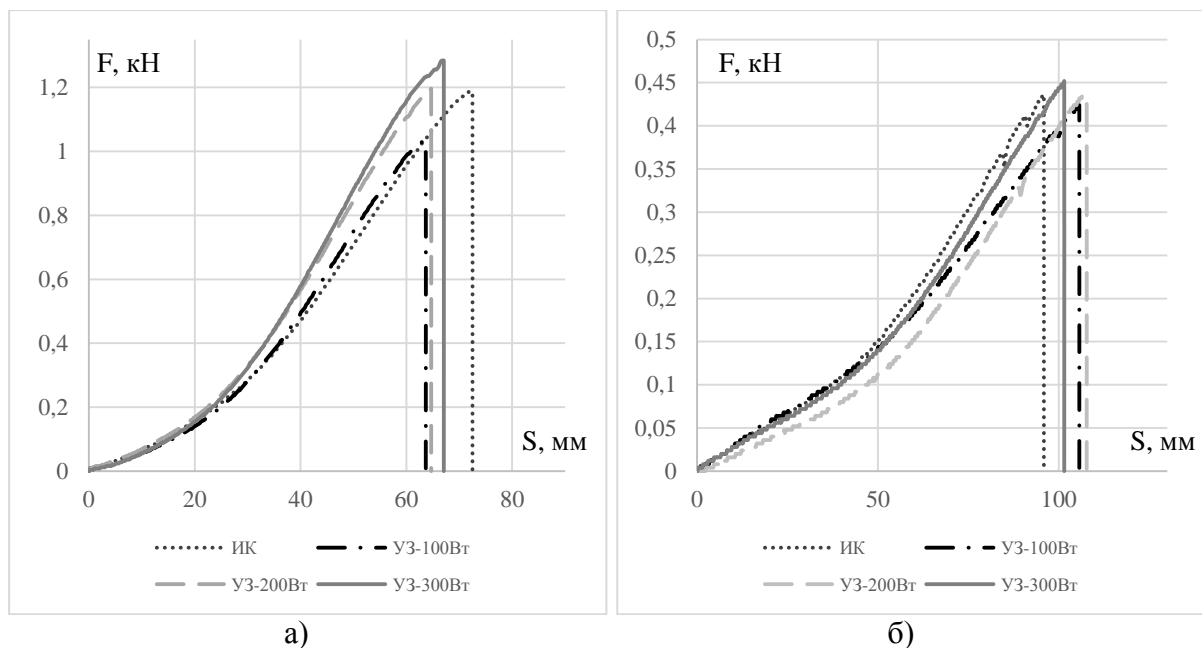 F, кН
1,2
1
0,8
0,6
0,4
0,2
0
S, мм
0 20 40 60 80
ИК УЗ-100Вт
УЗ-200Вт УЗ-300Вт
а)
0,5
F, кН
0,45
0,4
0,35
0,3
0,25
0,2
0,15
0,1
0,05
0
S, мм
0 50 100
ИК УЗ-100Вт
УЗ-200Вт УЗ-300Вт
б)